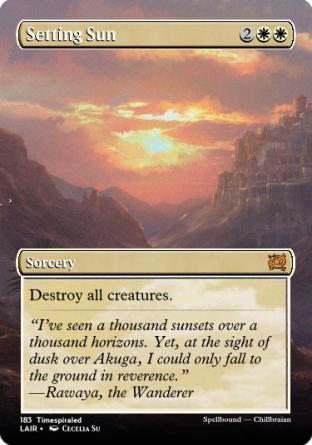 Setting Sun 2
Sorcery
Destroy all creatures.
“I’ve seen a thousand sunsets over a
thousand horizons. Yet, at the sight of
dusk over Akuga, I could only fall to
the ground in reverence.”
—Rawaya, the Wanderer
183 Timespiraled
LAIR • Cecelia Su
Spellbound — Chillbraian